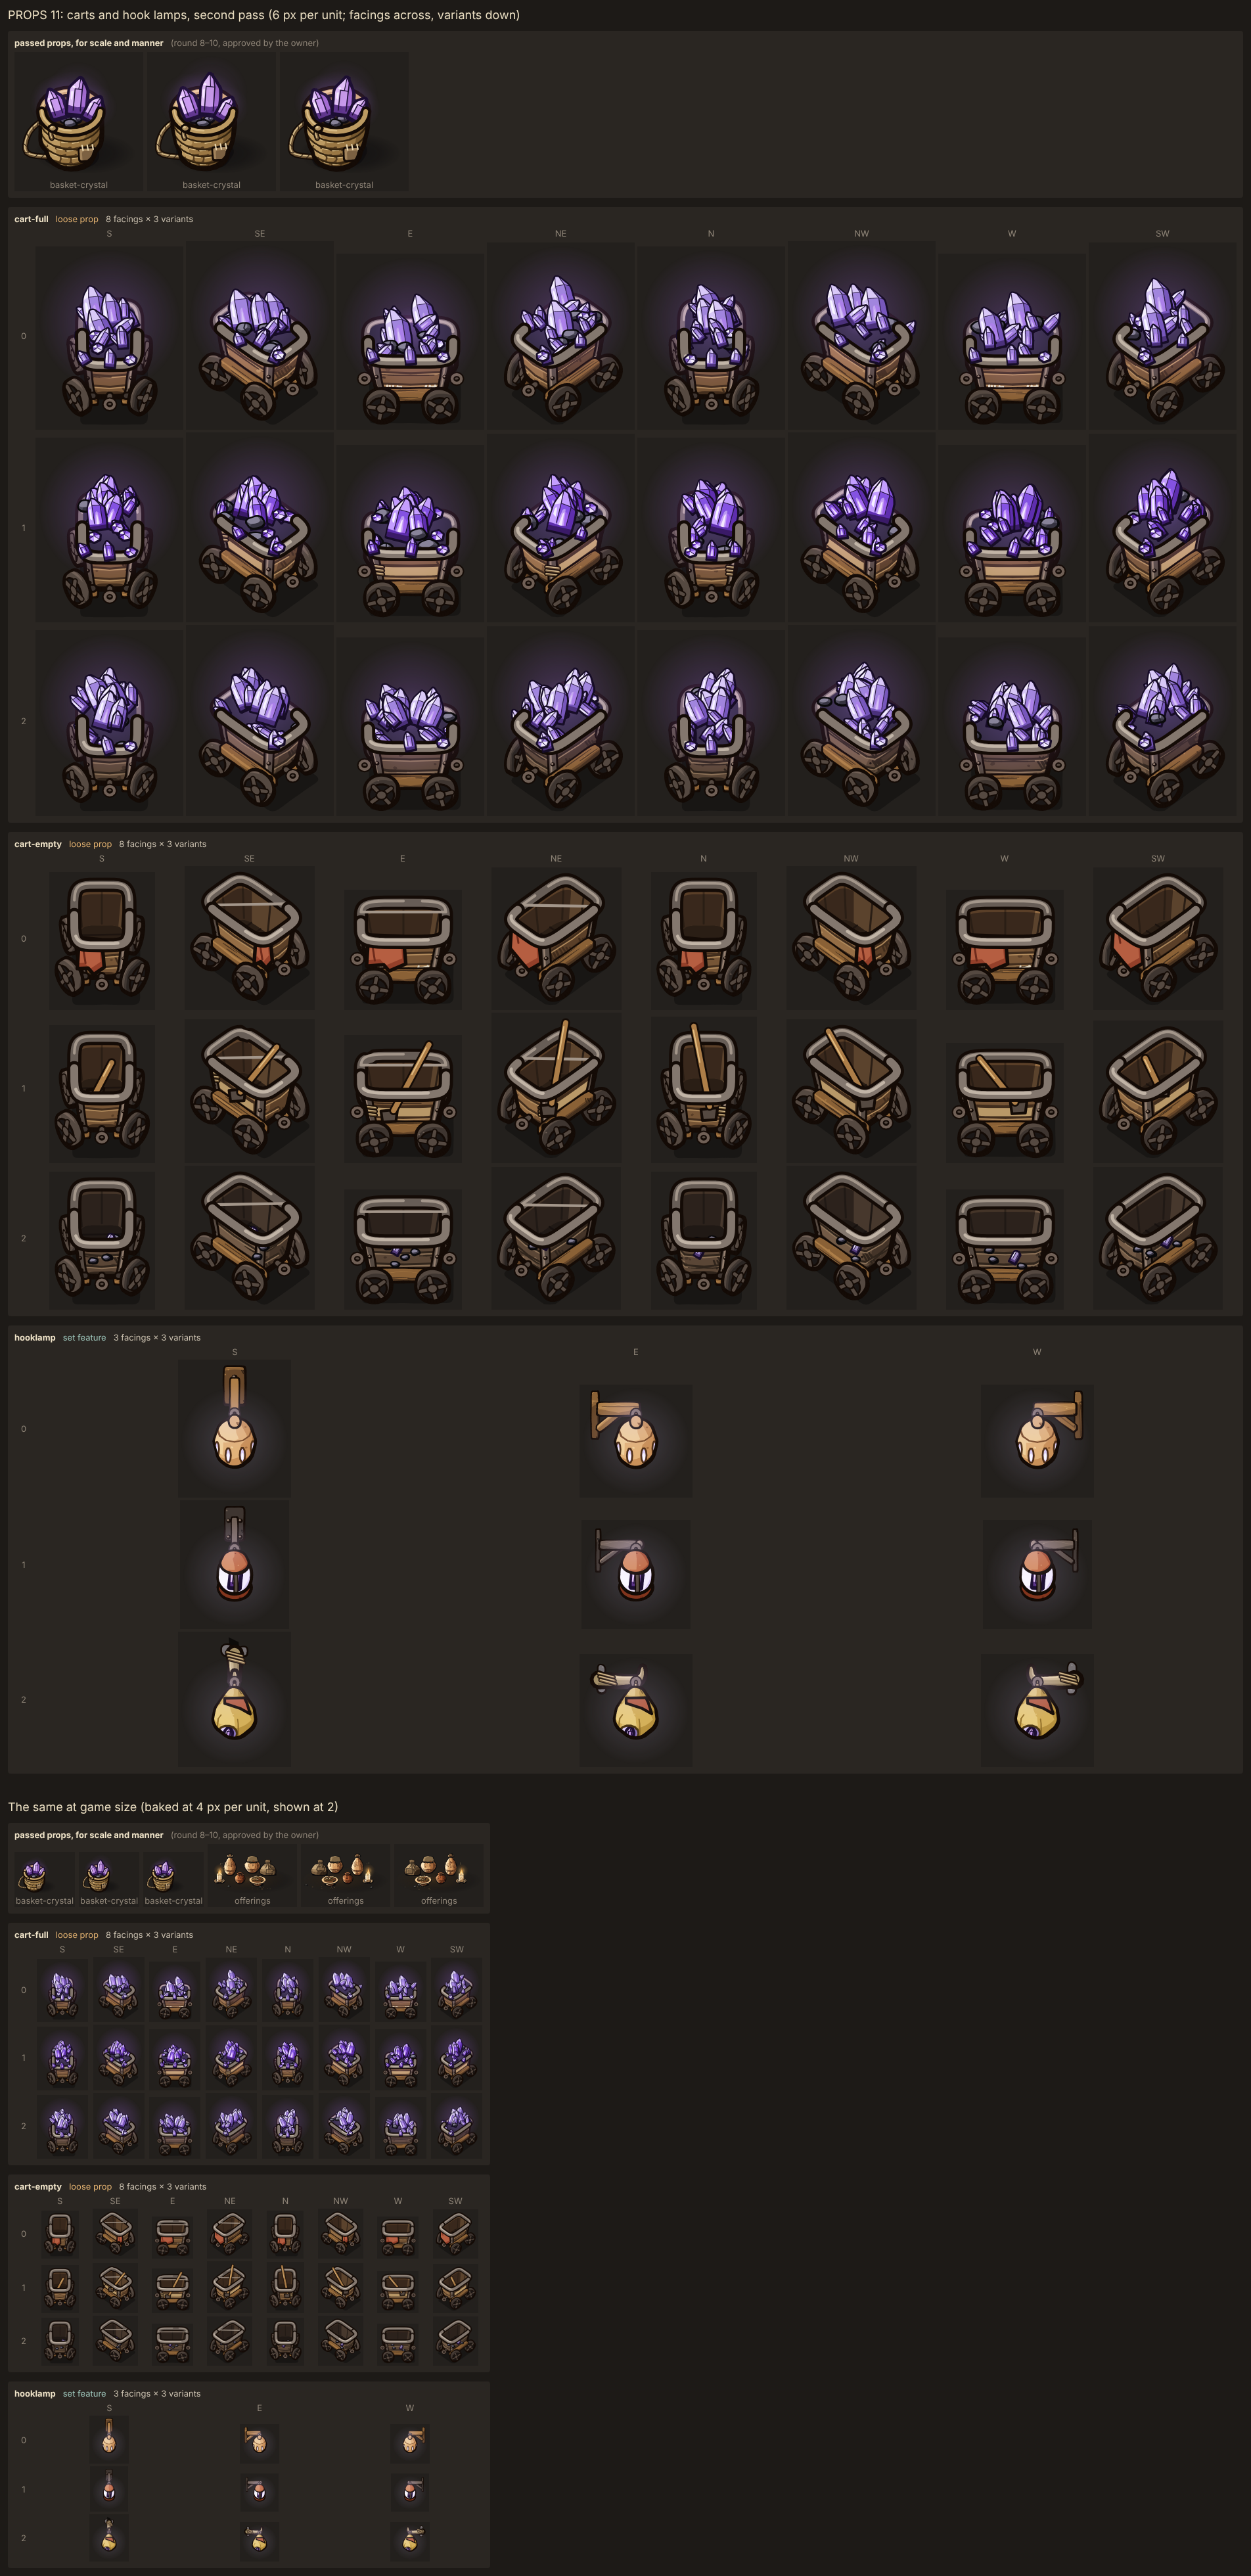 PROPS 11: carts and hook lamps, second pass (6 px per unit; facings across, variants down)
passed props, for scale and manner (round 8–10, approved by the owner)
basket-crystal basket-crystal basket-crystal
cart-full loose prop 8 facings × 3 variants
S SE E NE N NW W SW
0
1
2
cart-empty loose prop 8 facings × 3 variants
S SE E NE N NW W SW
0
1
2
hooklamp set feature 3 facings × 3 variants
S E W
0
1
2
The same at game size (baked at 4 px per unit, shown at 2)
passed props, for scale and manner (round 8–10, approved by the owner)
basket-crystal basket-crystal basket-crystal offerings offerings offerings
cart-full loose prop 8 facings × 3 variants
S SE E NE N NW W SW
0
1
2
cart-empty loose prop 8 facings × 3 variants
S SE E NE N NW W SW
0
1
2
hooklamp set feature 3 facings × 3 variants
S E W
0
1
2